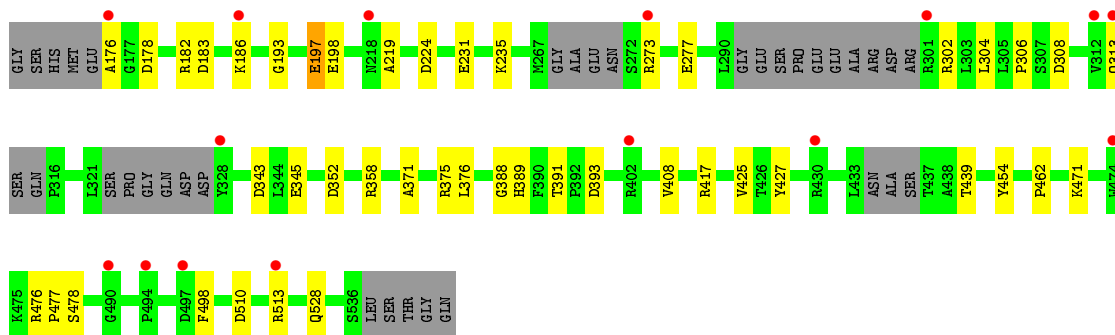 GLY SER HIS MET GLU A176 G177 D178 R182 D183 K186 G193 E197 E198 N218 A219 D224 E231 K235 M267 GLY ALA GLU ASN S272 R273 E277 L290 GLY GLU SER PRO GLU GLU ALA ARG ASP ARG R301 R302 L303 L304 L305 P306 S307 D308 V312
SER GLN P316 L321 SER PRO GLY GLN ASP ASP Y328 D343 L344 E345 D352 R358 A371 R375 L376 G388 H389 F390 T391 P392 D393 R402 V408 R417 V425 T426 Y427 R430 L433 ASN ALA SER T437 A438 T439 Y454 P462 K471
K475 R476 P477 S478 G490 P494 D497 F498 D510 R513 Q528 S536 LEU SER THR GLY GLN